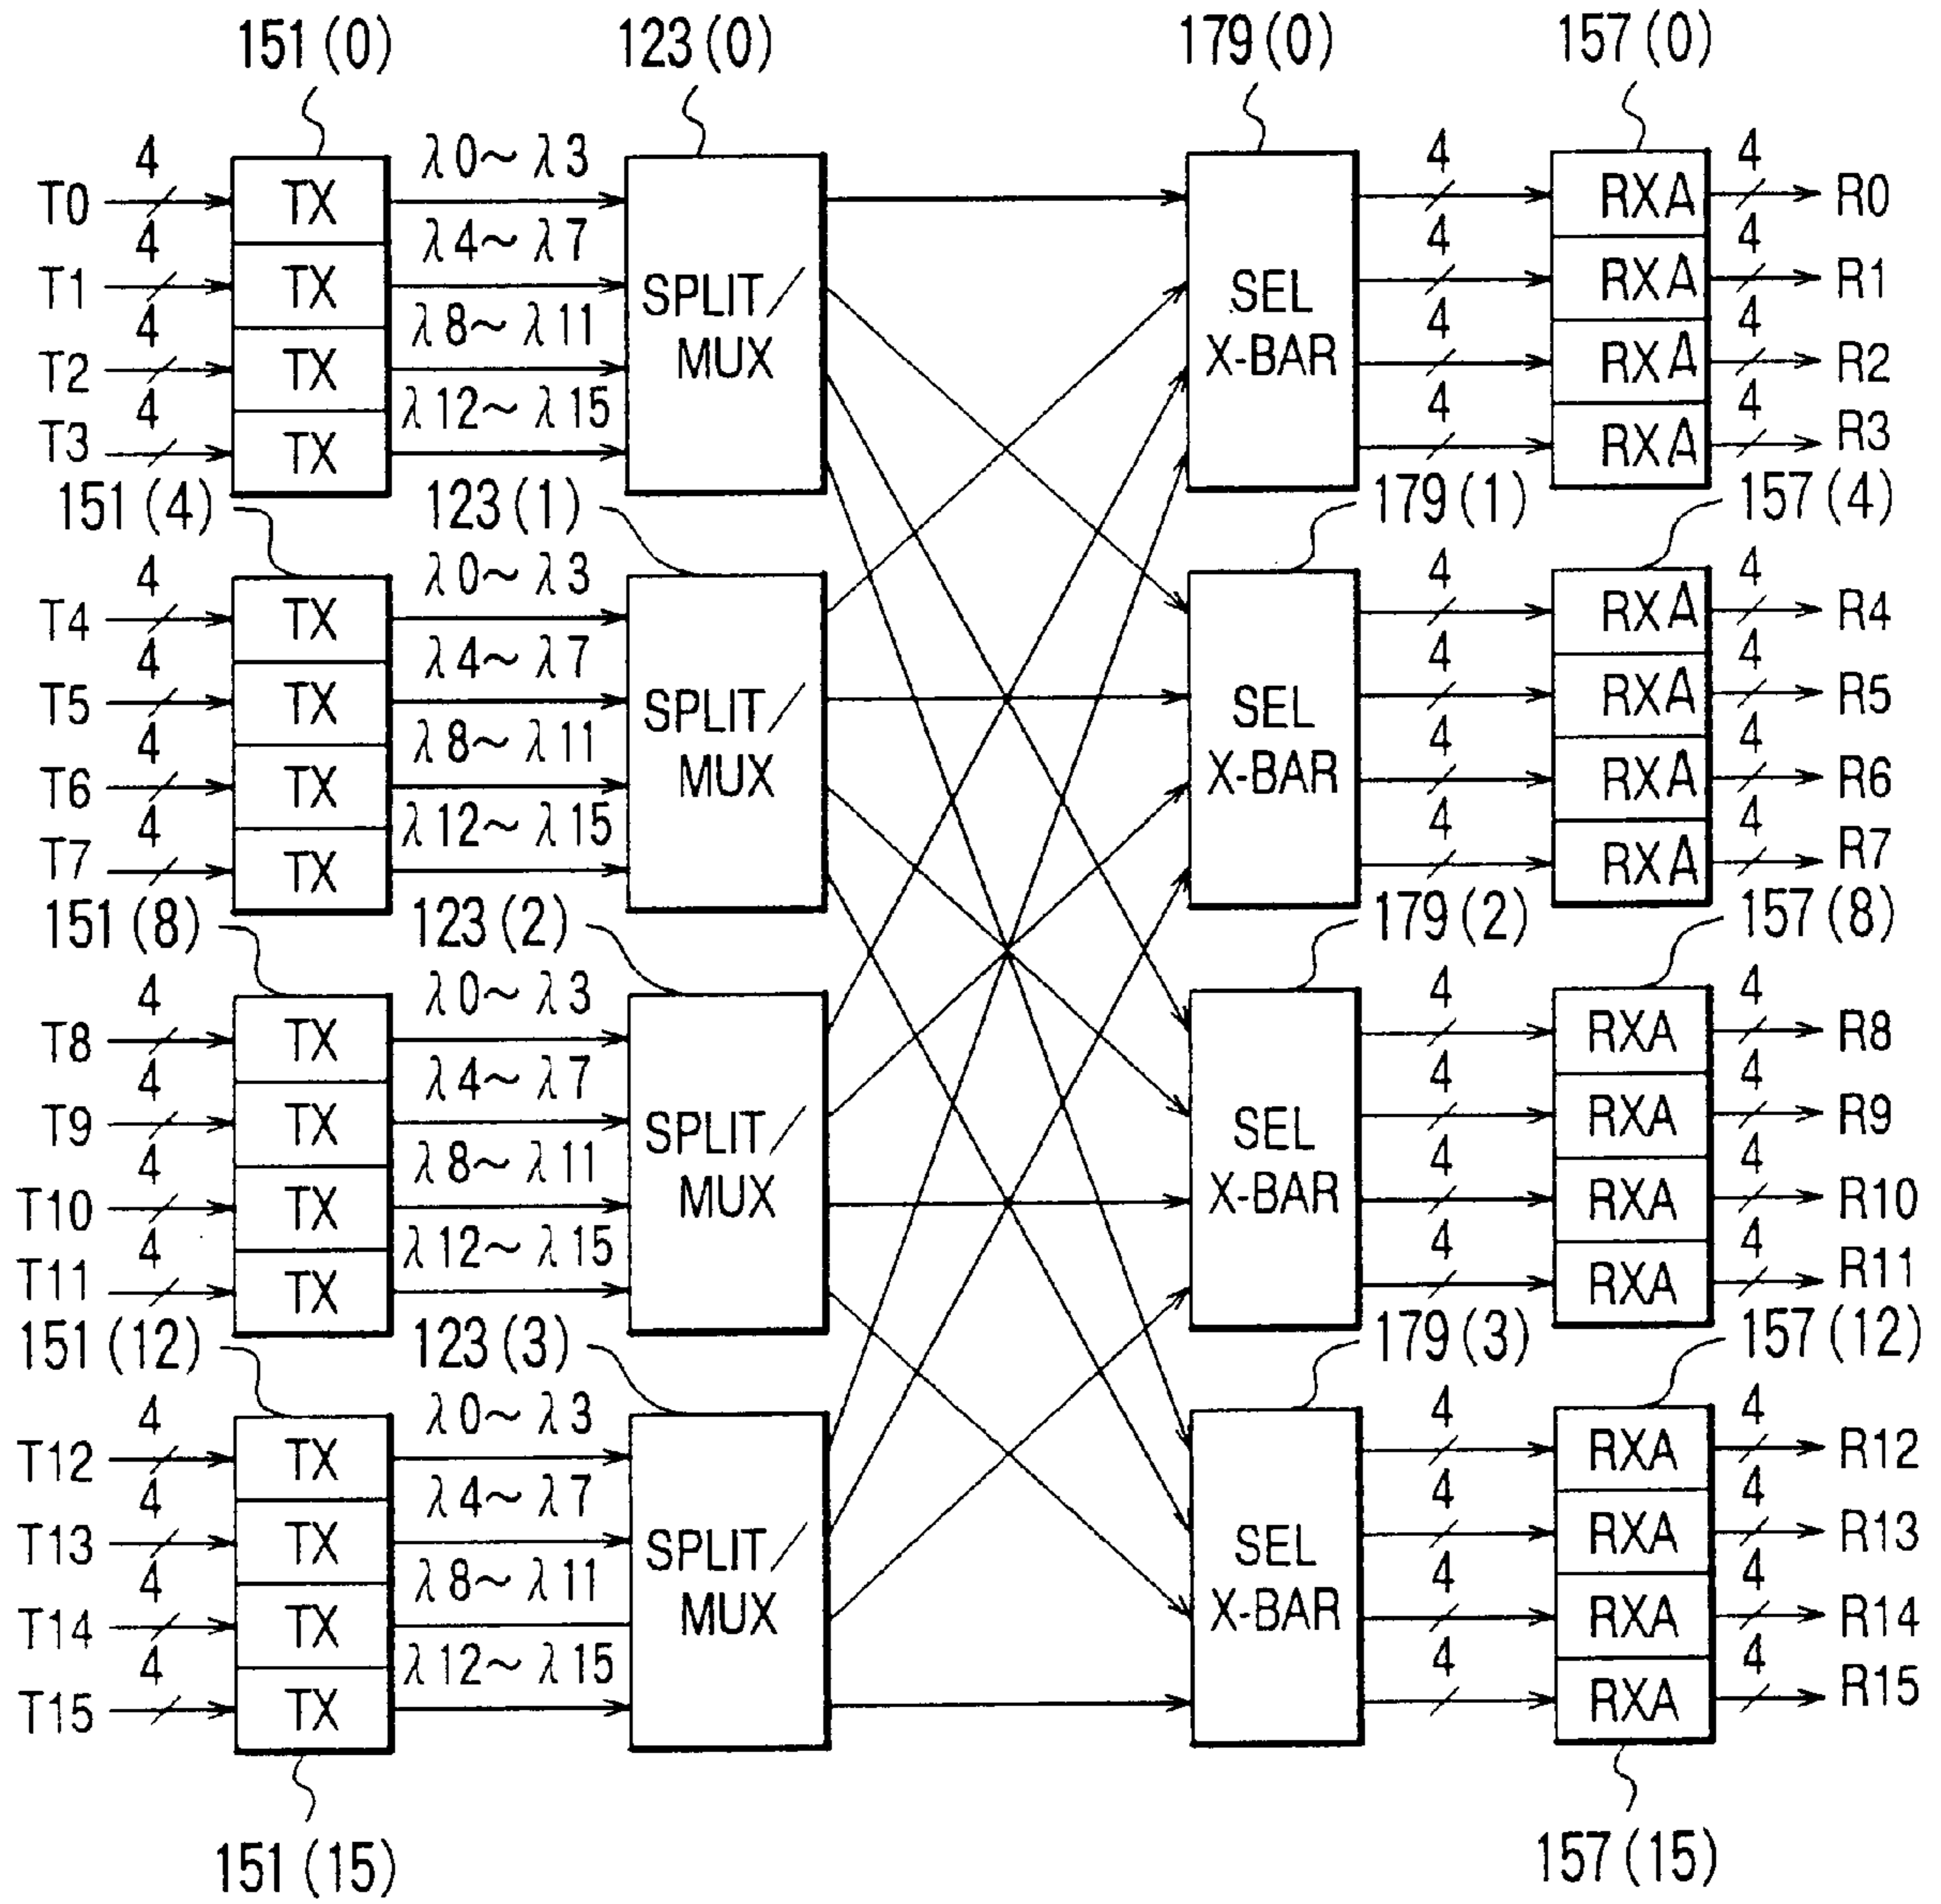 151(0) 123(0) 179(0) 157(0)
4 λ0~λ3 4 4
T0 TX RXA R0
4 λ4~λ7 4 4
T1 TX SPLIT/ SEL RXA R1
4 λ8~λ11 4 4
T2 TX MUX X-BAR RXA R2
4 λ12~λ15 4 4
T3 TX RXA R3
151(4) 123(1) 179(1) 157(4)
4 λ0~λ3 4 4
T4 TX RXA R4
4 λ4~λ7 4 4
T5 TX SPLIT/ SEL RXA R5
4 λ8~λ11 4 4
T6 TX MUX X-BAR RXA R6
4 λ12~λ15 4 4
T7 TX RXA R7
151(8) 123(2) 179(2) 157(8)
4 λ0~λ3 4 4
T8 TX RXA R8
4 λ4~λ7 4 4
T9 TX SPLIT/ SEL RXA R9
4 λ8~λ11 4 4
T10 TX MUX X-BAR RXA R10
4 λ12~λ15 4 4
T11 TX RXA R11
151(12) 123(3) 179(3) 157(12)
4 λ0~λ3 4 4
T12 TX RXA R12
4 λ4~λ7 4 4
T13 TX SPLIT/ SEL RXA R13
4 λ8~λ11 4 4
T14 TX MUX X-BAR RXA R14
4 λ12~λ15 4 4
T15 TX RXA R15
151(15) 157(15)